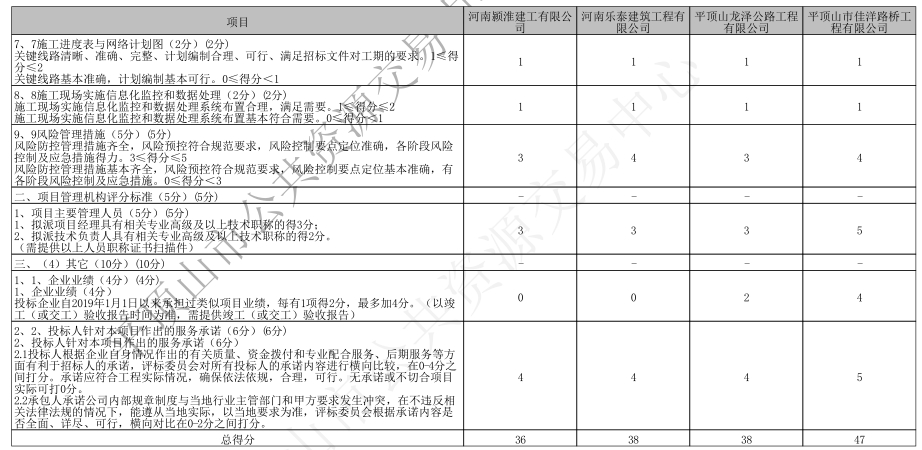 项目 河南颍淮建工有限公 河南乐泰建筑工程有 平顶山龙泽公路工程 平顶山市佳洋路桥工
司 限公司 有限公司 程有限公司
7、7施工进度表与网络计划图（2分）(2分)
关键线路清晰、准确、完整、计划编制合理、可行、满足招标文件对工期的要求。1≤得
分≤2
关键线路基本准确，计划编制基本可行。0≤得分＜1
1 1 1 1
8、8施工现场实施信息化监控和数据处理（2分）(2分)
施工现场实施信息化监控和数据处理系统布置合理，满足需要。1≤得分≤2
施工现场实施信息化监控和数据处理系统布置基本符合需要。0≤得分＜1
1 1 1 1
9、9风险管理措施（5分）(5分)
风险防控管理措施齐全，风险预控符合规范要求，风险控制要点定位准确，各阶段风险
控制及应急措施得力。3≤得分≤5
风险防控管理措施基本齐全，风险预控符合规范要求，风险控制要点定位基本准确，有
各阶段风险控制及应急措施。0≤得分＜3
3 4 3 4
二、项目管理机构评分标准（5分）(5分) - - - -
1、项目主要管理人员（5分）(5分)
1、拟派项目经理具有相关专业高级及以上技术职称的得3分；
2、拟派技术负责人具有相关专业高级及以上技术职称的得2分。
（需提供以上人员职称证书扫描件）
3 3 3 5
三、（4）其它（10分）(10分) - - - -
1、1、企业业绩（4分）(4分)
1、企业业绩（4分）
投标企业自2019年1月1日以来承担过类似项目业绩，每有1项得2分，最多加4分。（以竣
工（或交工）验收报告时间为准，需提供竣工（或交工）验收报告）
0 0 2 4
2、2、投标人针对本项目作出的服务承诺（6分）(6分)
2、投标人针对本项目作出的服务承诺（6分）
2.1投标人根据企业自身情况作出的有关质量、资金拨付和专业配合服务、后期服务等方
面有利于招标人的承诺，评标委员会对所有投标人的承诺内容进行横向比较，在0-4分之
间打分。承诺应符合工程实际情况，确保依法依规，合理，可行。无承诺或不切合项目
实际可打0分。
2.2承包人承诺公司内部规章制度与当地行业主管部门和甲方要求发生冲突，在不违反相
关法律法规的情况下，能遵从当地实际，以当地要求为准，评标委员会根据承诺内容是
否全面、详尽、可行，横向对比在0-2分之间打分。
4 4 4 5
总得分 36 38 38 47
平顶山市公共资源交易中心